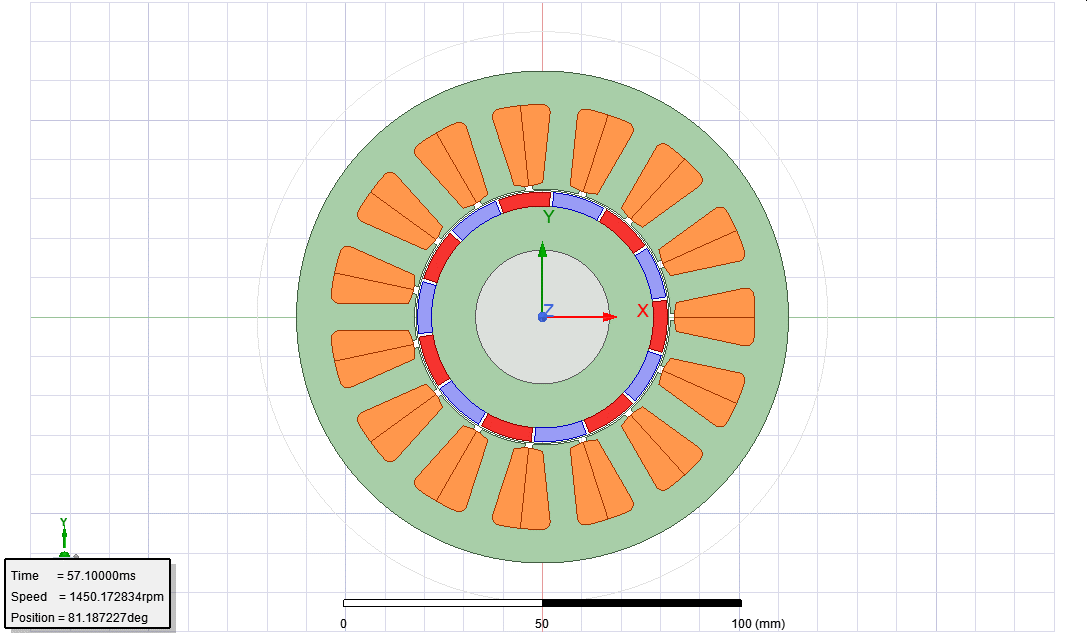 Y
X
Z
Y
Time = 57.10000ms
Speed = 1450.172834rpm
Position = 81.187227deg
0 50 100 (mm)